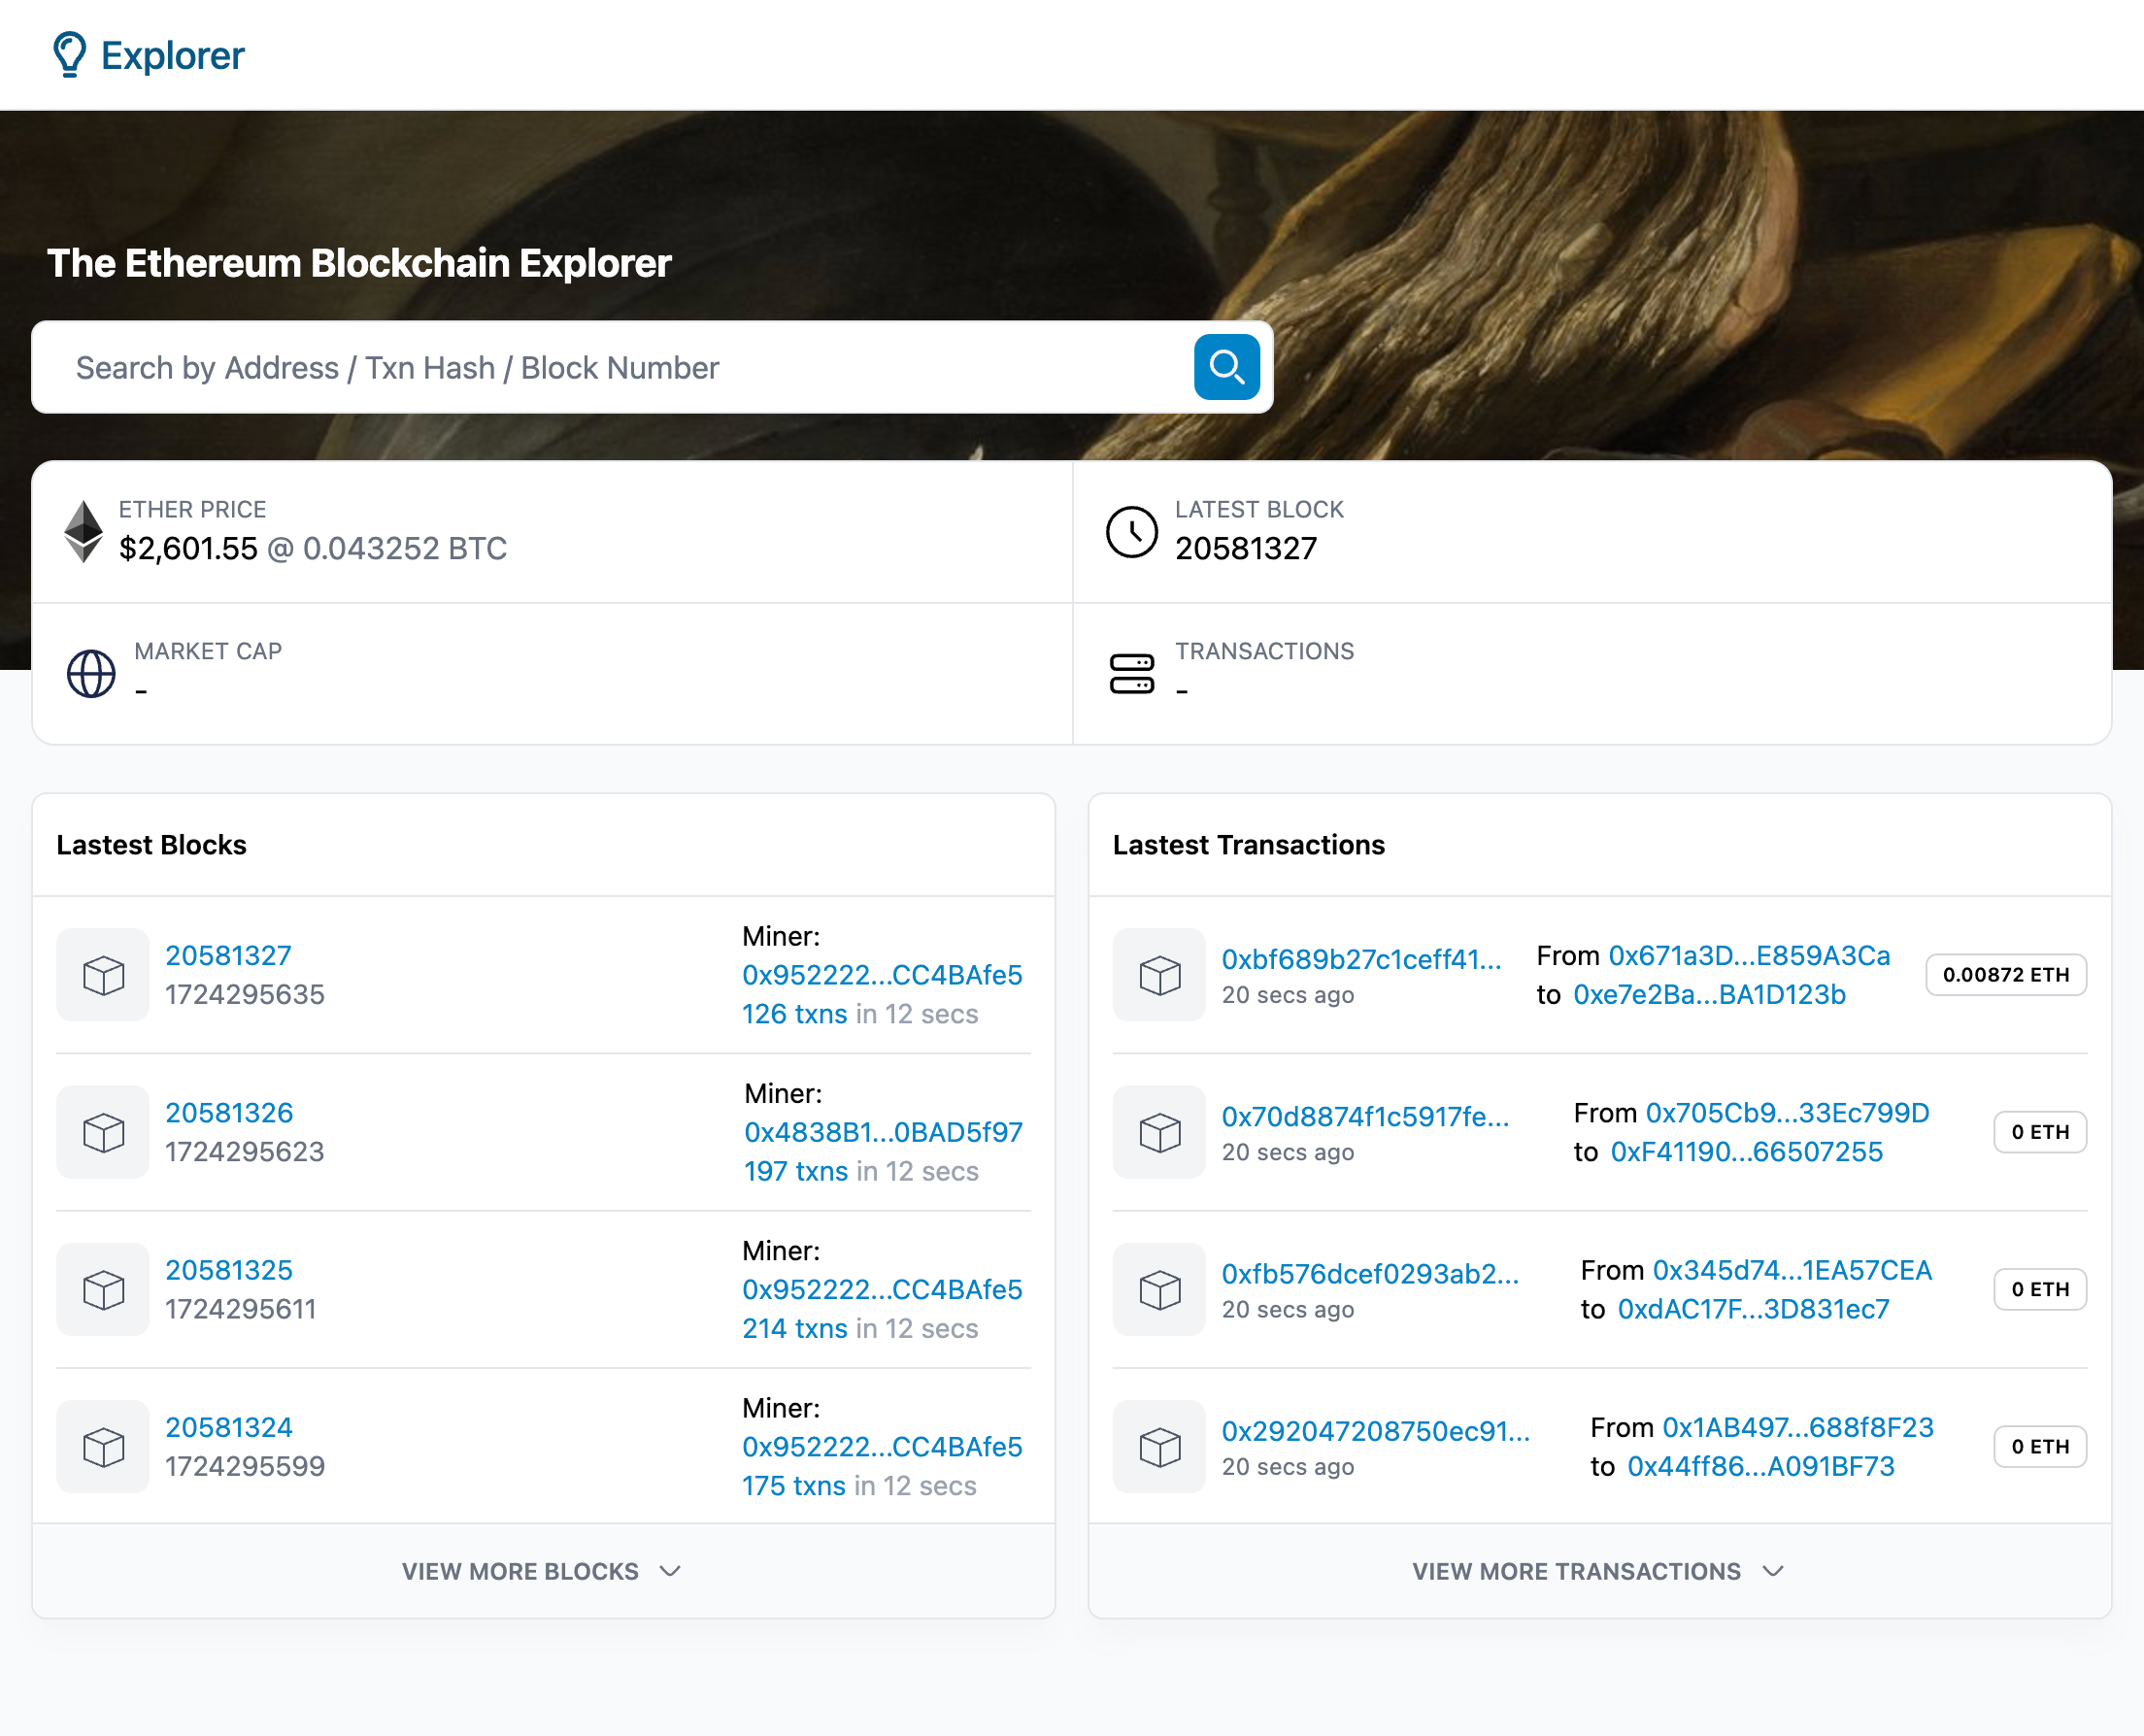 Explorer
The Ethereum Blockchain Explorer
Search by Address / Txn Hash / Block Number
ETHER PRICE
$2,601.55 @ 0.043252 BTC
LATEST BLOCK
20581327
MARKET CAP
-
TRANSACTIONS
-
Lastest Blocks
20581327
1724295635
Miner:
0x952222...CC4BAfe5
126 txns in 12 secs
20581326
1724295623
Miner:
0x4838B1...0BAD5f97
197 txns in 12 secs
20581325
1724295611
Miner:
0x952222...CC4BAfe5
214 txns in 12 secs
20581324
1724295599
Miner:
0x952222...CC4BAfe5
175 txns in 12 secs
VIEW MORE BLOCKS
Lastest Transactions
0xbf689b27c1ceff41...
20 secs ago
From 0x671a3D...E859A3Ca
to 0xe7e2Ba...BA1D123b
0.00872 ETH
0x70d8874f1c5917fe...
20 secs ago
From 0x705Cb9...33Ec799D
to 0xF41190...66507255
0 ETH
0xfb576dcef0293ab2...
20 secs ago
From 0x345d74...1EA57CEA
to 0xdAC17F...3D831ec7
0 ETH
0x292047208750ec91...
20 secs ago
From 0x1AB497...688f8F23
to 0x44ff86...A091BF73
0 ETH
VIEW MORE TRANSACTIONS